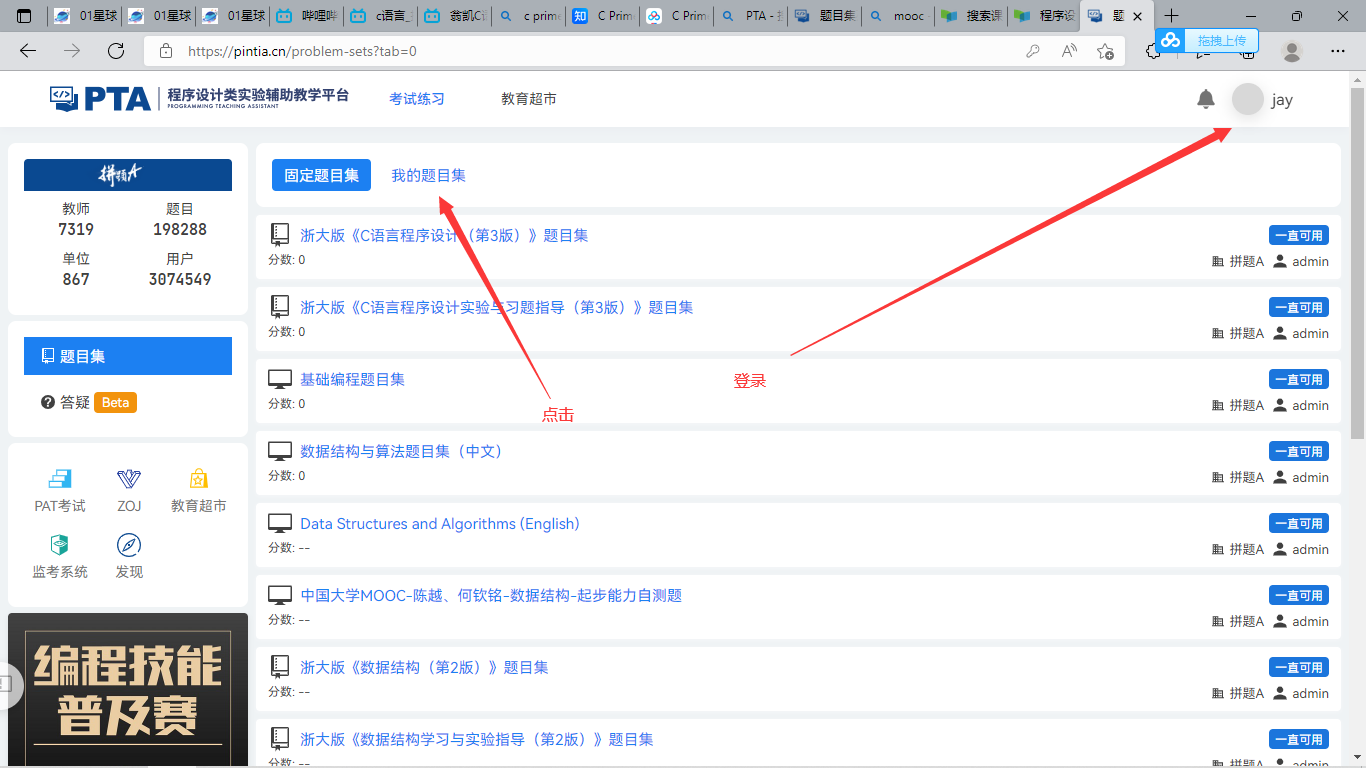 01星球
01星球
01星球
哔哩哔
c语言_
翁凯C语
c prime
C Prim
C Prim
PTA -
题目集
mooc -
搜索课
程序设
题
https://pintia.cn/problem-sets?tab=0
拖拽上传
PTA 程序设计类实验辅助教学平台
PROGRAMMING TEACHING ASSISTANT
考试练习
教育超市
jay
拼题A
教师 题目
7319 198288
单位 用户
867 3074549
题目集
答疑 Beta
PAT考试 ZOJ 教育超市
监考系统 发现
编程技能
普及赛
固定题目集 我的题目集
浙大版《C语言程序设计（第3版）》题目集 一直可用
分数: 0 拼题A admin
浙大版《C语言程序设计实验与习题指导（第3版）》题目集 一直可用
分数: 0 拼题A admin
基础编程题目集 一直可用
分数: 0 拼题A admin
数据结构与算法题目集（中文） 一直可用
分数: 0 拼题A admin
Data Structures and Algorithms (English) 一直可用
分数: -- 拼题A admin
中国大学MOOC-陈越、何钦铭-数据结构-起步能力自测题 一直可用
分数: -- 拼题A admin
浙大版《数据结构（第2版）》题目集 一直可用
分数: -- 拼题A admin
浙大版《数据结构学习与实验指导（第2版）》题目集 一直可用
分数: -- 拼题A admin
登录
点击